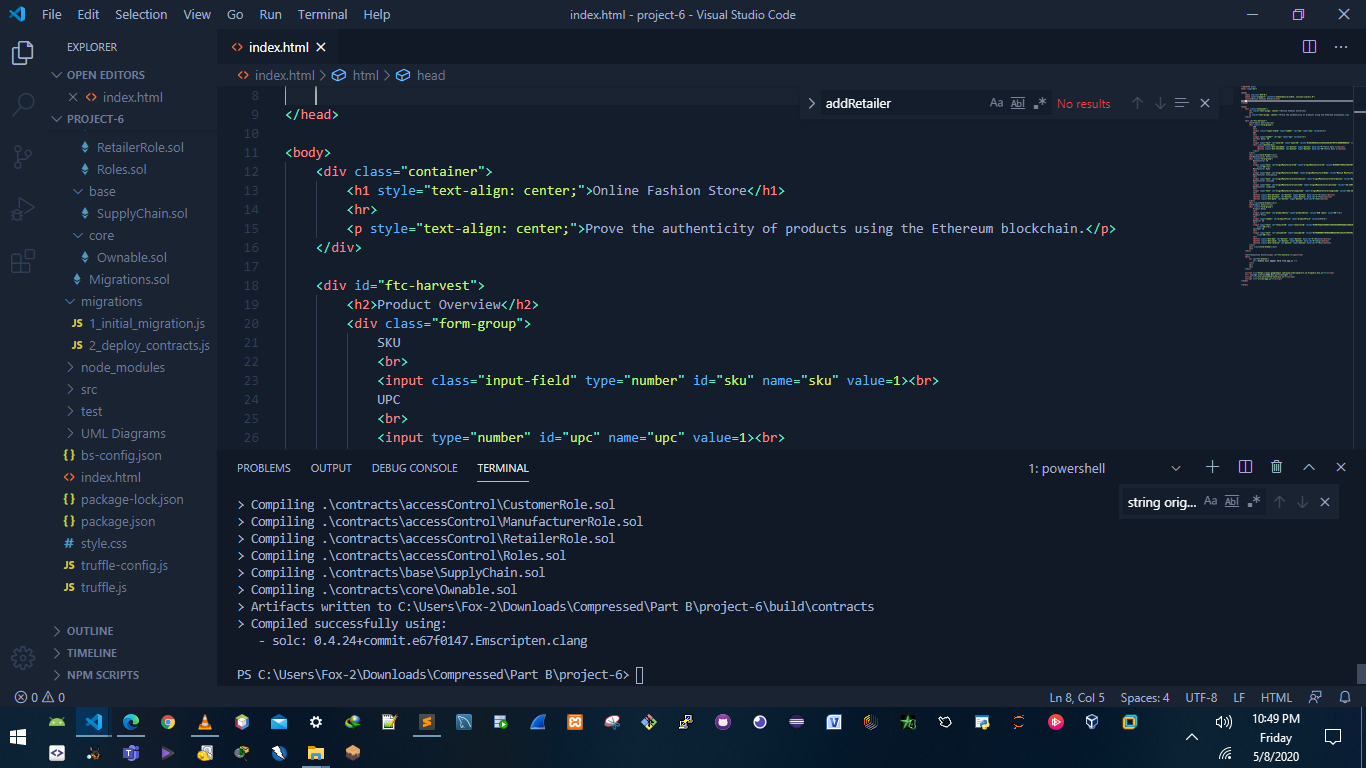 File Edit Selection View Go Run Terminal Help index.html - project-6 - Visual Studio Code
EXPLORER
OPEN EDITORS
index.html
PROJECT-6
RetailerRole.sol
Roles.sol
base
SupplyChain.sol
core
Ownable.sol
Migrations.sol
migrations
JS 1_initial_migration.js
JS 2_deploy_contracts.js
node_modules
src
test
UML Diagrams
{} bs-config.json
<> index.html
{} package-lock.json
{} package.json
# style.css
JS truffle-config.js
JS truffle.js
OUTLINE
TIMELINE
NPM SCRIPTS
<> index.html
<> index.html > html > head
addRetailer Aa Abl .* No results
8
9 </head>
10
11 <body>
12 <div class="container">
13 <h1 style="text-align: center;">Online Fashion Store</h1>
14 <hr>
15 <p style="text-align: center;">Prove the authenticity of products using the Ethereum blockchain.</p>
16 </div>
17
18 <div id="ftc-harvest">
19 <h2>Product Overview</h2>
20 <div class="form-group">
21 SKU
22 <br>
23 <input class="input-field" type="number" id="sku" name="sku" value=1><br>
24 UPC
25 <br>
26 <input type="number" id="upc" name="upc" value=1><br>
PROBLEMS OUTPUT DEBUG CONSOLE TERMINAL 1: powershell
string orig... Aa Abl .*
> Compiling .\contracts\accessControl\CustomerRole.sol
> Compiling .\contracts\accessControl\ManufacturerRole.sol
> Compiling .\contracts\accessControl\RetailerRole.sol
> Compiling .\contracts\accessControl\Roles.sol
> Compiling .\contracts\base\SupplyChain.sol
> Compiling .\contracts\core\Ownable.sol
> Artifacts written to C:\Users\Fox-2\Downloads\Compressed\Part B\project-6\build\contracts
> Compiled successfully using:
- solc: 0.4.24+commit.e67f0147.Emscripten.clang
PS C:\Users\Fox-2\Downloads\Compressed\Part B\project-6>
0 0 Ln 8, Col 5 Spaces: 4 UTF-8 LF HTML
10:49 PM
Friday
5/8/2020